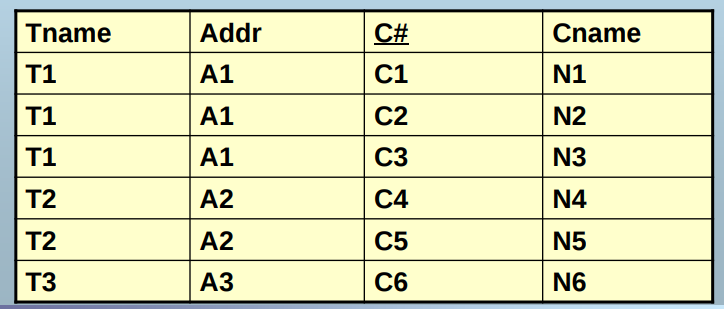 Tname Addr C# Cname
T1 A1 C1 N1
T1 A1 C2 N2
T1 A1 C3 N3
T2 A2 C4 N4
T2 A2 C5 N5
T3 A3 C6 N6